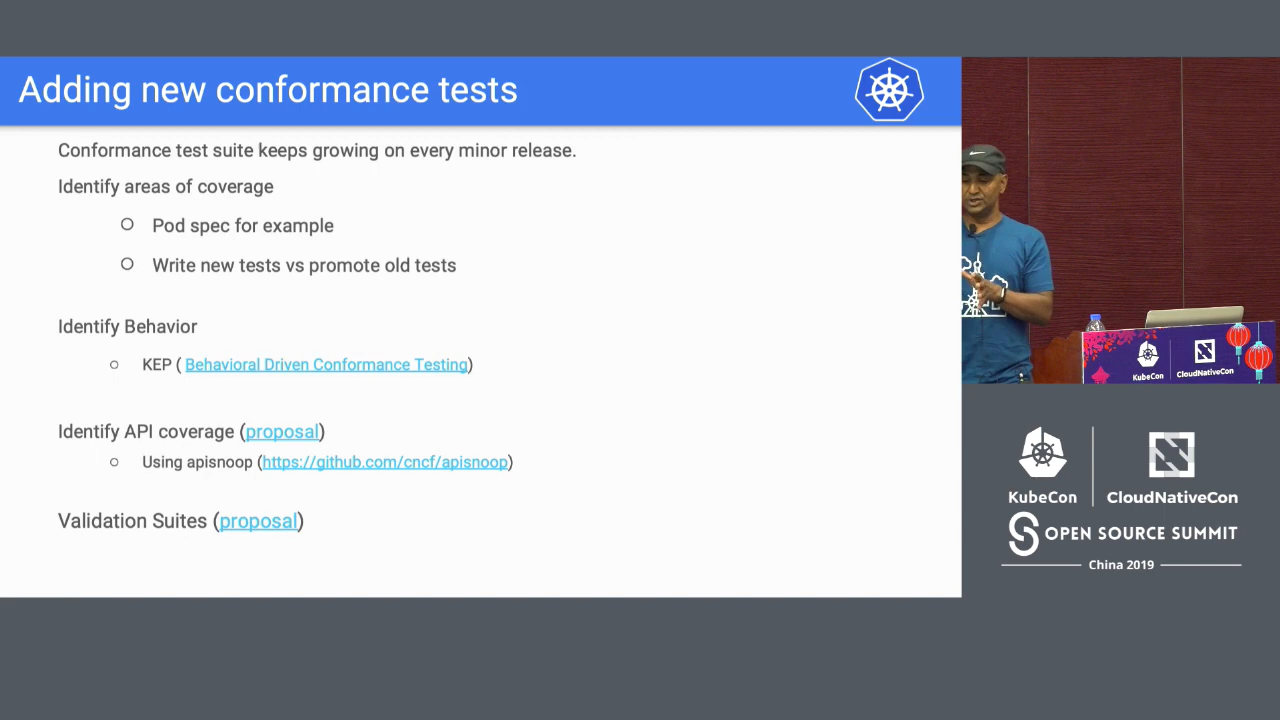 Adding new conformance tests
Conformance test suite keeps growing on every minor release.
Identify areas of coverage
Pod spec for example
Write new tests vs promote old tests
Identify Behavior
KEP ( Behavioral Driven Conformance Testing)
Identify API coverage (proposal)
Using apisnoop (https://github.com/cncf/apisnoop)
Validation Suites (proposal)
KubeCon
CloudNativeCon
KubeCon
CloudNativeCon
OPEN SOURCE SUMMIT
China 2019